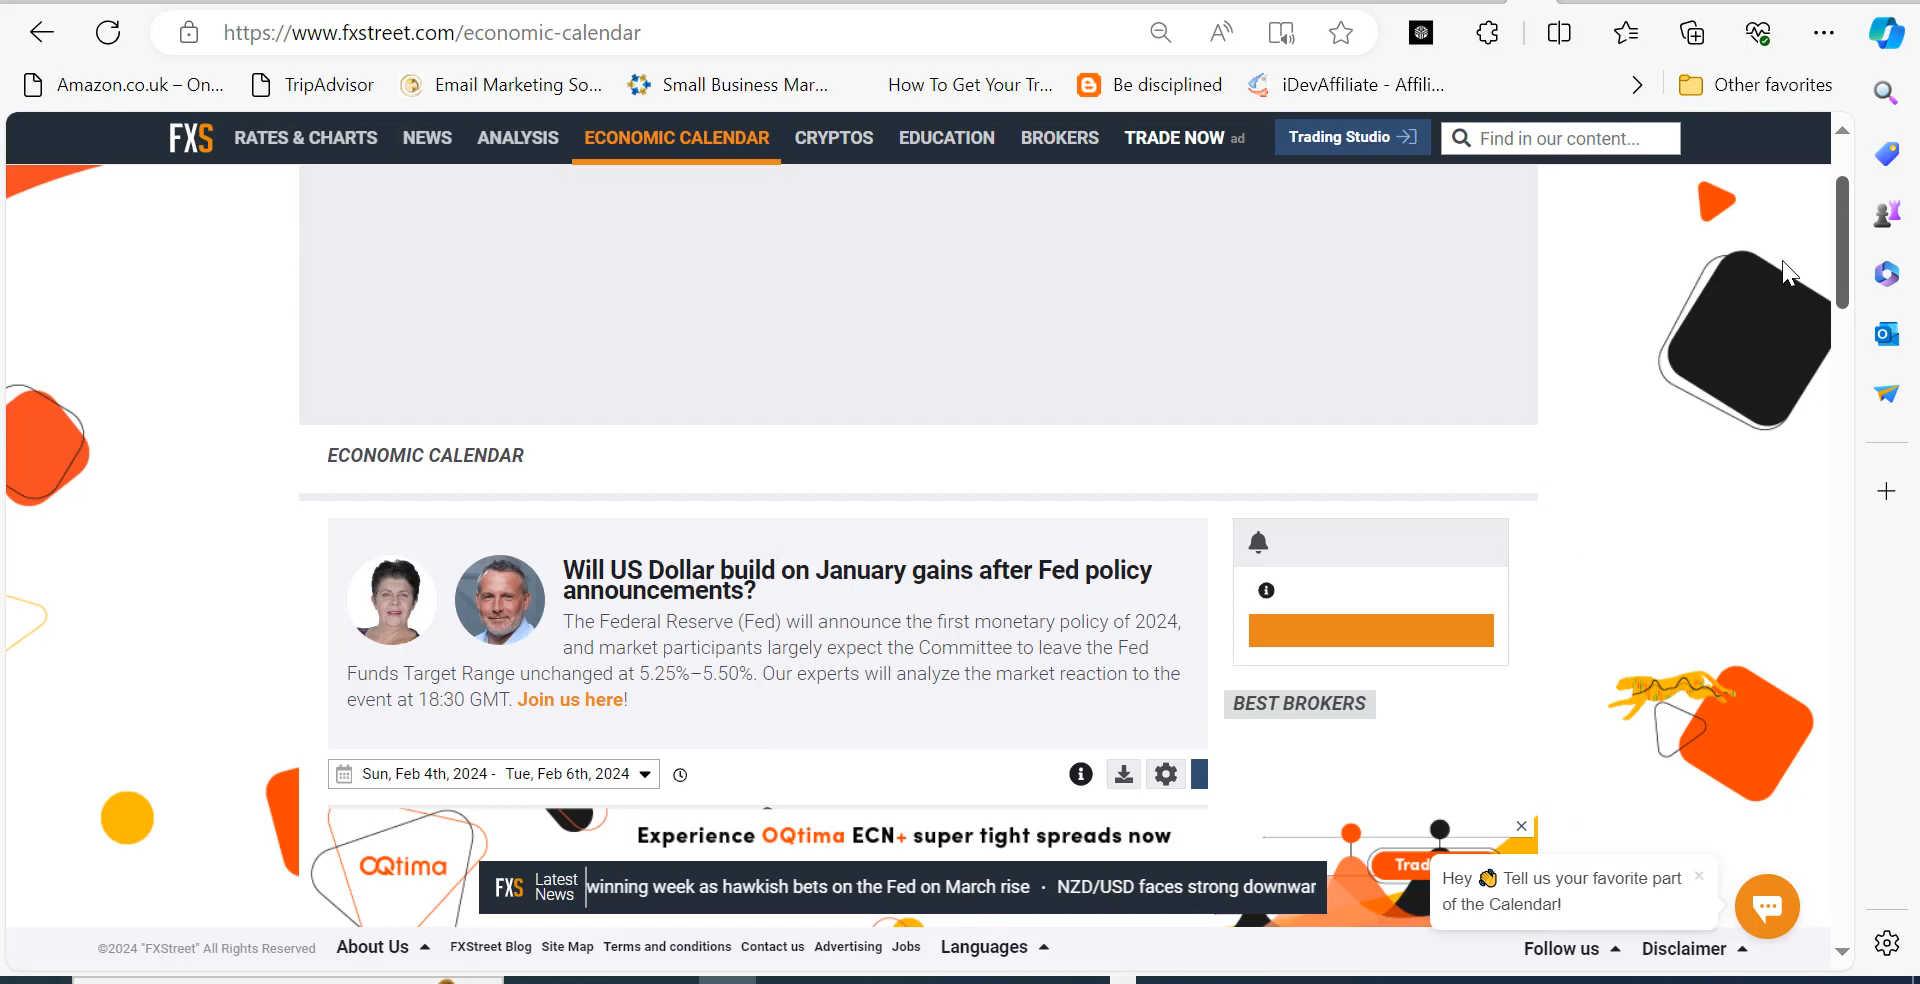 https://www.fxstreet.com/economic-calendar
Amazon.co.uk – On... TripAdvisor Email Marketing So... Small Business Mar... How To Get Your Tr... Be disciplined iDevAffiliate - Affili... Other favorites
FXS RATES & CHARTS NEWS ANALYSIS ECONOMIC CALENDAR CRYPTOS EDUCATION BROKERS TRADE NOW ad Trading Studio Find in our content...
ECONOMIC CALENDAR
Will US Dollar build on January gains after Fed policy
announcements?
The Federal Reserve (Fed) will announce the first monetary policy of 2024,
and market participants largely expect the Committee to leave the Fed
Funds Target Range unchanged at 5.25%–5.50%. Our experts will analyze the market reaction to the
event at 18:30 GMT. Join us here!
BEST BROKERS
Sun, Feb 4th, 2024 - Tue, Feb 6th, 2024
Experience OQtima ECN+ super tight spreads now
OQtima
Trad
FXS Latest News winning week as hawkish bets on the Fed on March rise · NZD/USD faces strong downwar
Hey 👋 Tell us your favorite part
of the Calendar!
©2024 "FXStreet" All Rights Reserved About Us FXStreet Blog Site Map Terms and conditions Contact us Advertising Jobs Languages Follow us Disclaimer